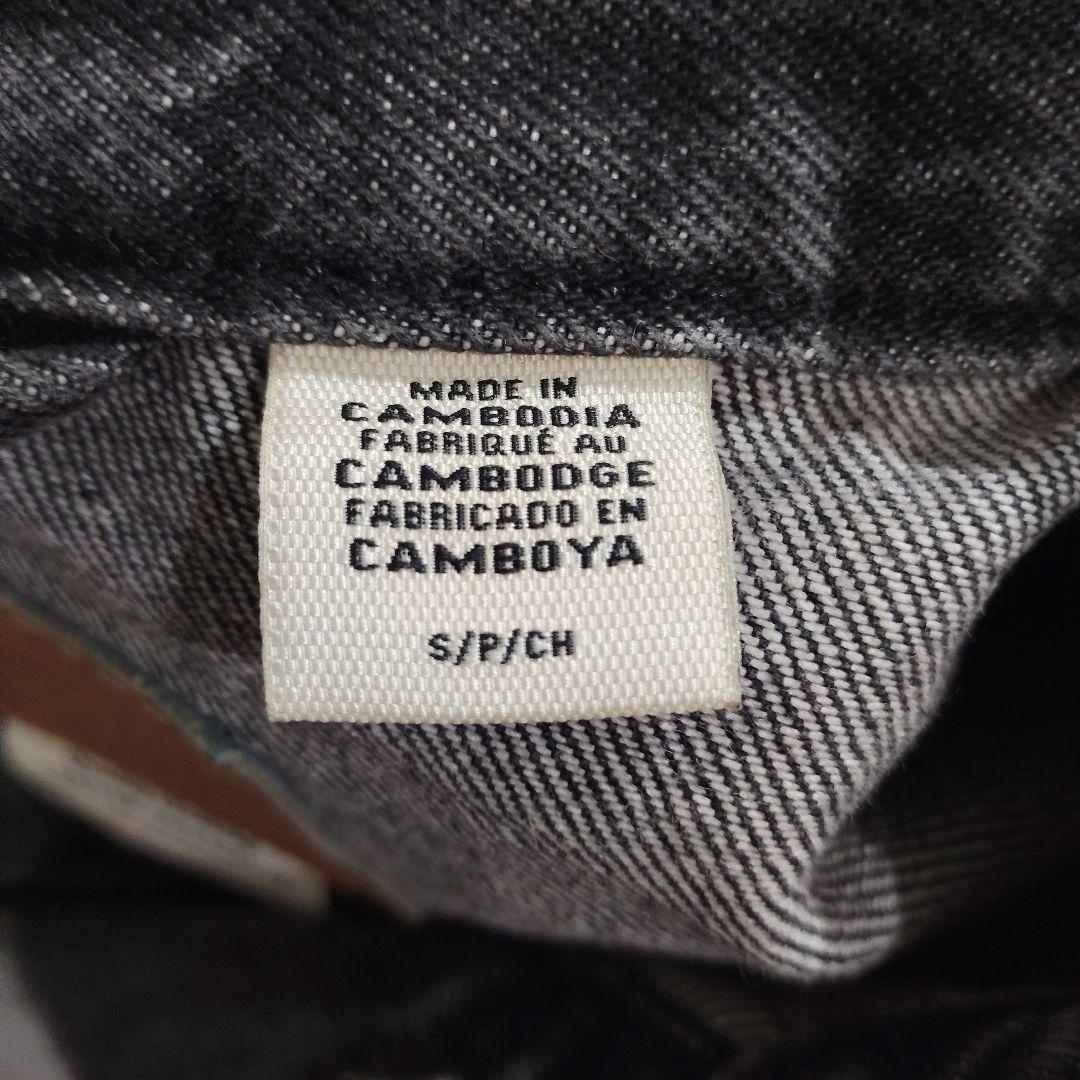 MADE IN
CAMBODIA
FABRIQUÉ AU
CAMBODGE
FABRICADO EN
CAMBOYA
S/P/CH